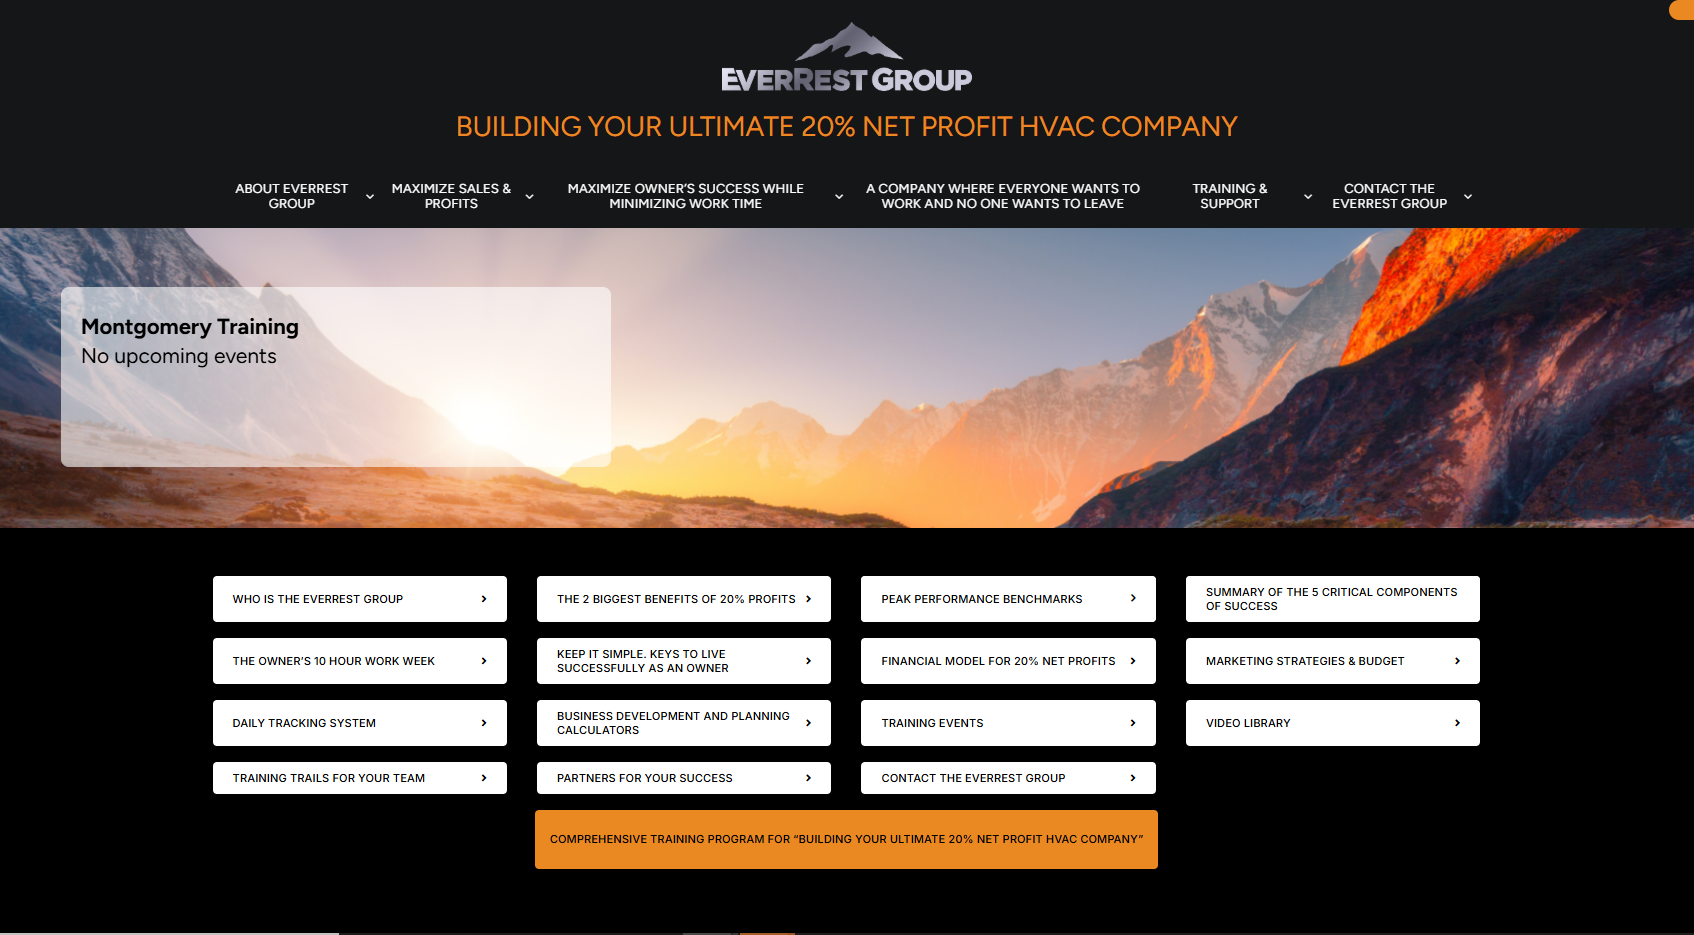 EVERREST GROUP
BUILDING YOUR ULTIMATE 20% NET PROFIT HVAC COMPANY
ABOUT EVERREST
GROUP
MAXIMIZE SALES &
PROFITS
MAXIMIZE OWNER’S SUCCESS WHILE
MINIMIZING WORK TIME
A COMPANY WHERE EVERYONE WANTS TO
WORK AND NO ONE WANTS TO LEAVE
TRAINING &
SUPPORT
CONTACT THE
EVERREST GROUP
Montgomery Training
No upcoming events
WHO IS THE EVERREST GROUP
THE 2 BIGGEST BENEFITS OF 20% PROFITS
PEAK PERFORMANCE BENCHMARKS
SUMMARY OF THE 5 CRITICAL COMPONENTS
OF SUCCESS
THE OWNER’S 10 HOUR WORK WEEK
KEEP IT SIMPLE. KEYS TO LIVE
SUCCESSFULLY AS AN OWNER
FINANCIAL MODEL FOR 20% NET PROFITS
MARKETING STRATEGIES & BUDGET
DAILY TRACKING SYSTEM
BUSINESS DEVELOPMENT AND PLANNING
CALCULATORS
TRAINING EVENTS
VIDEO LIBRARY
TRAINING TRAILS FOR YOUR TEAM
PARTNERS FOR YOUR SUCCESS
CONTACT THE EVERREST GROUP
COMPREHENSIVE TRAINING PROGRAM FOR “BUILDING YOUR ULTIMATE 20% NET PROFIT HVAC COMPANY”